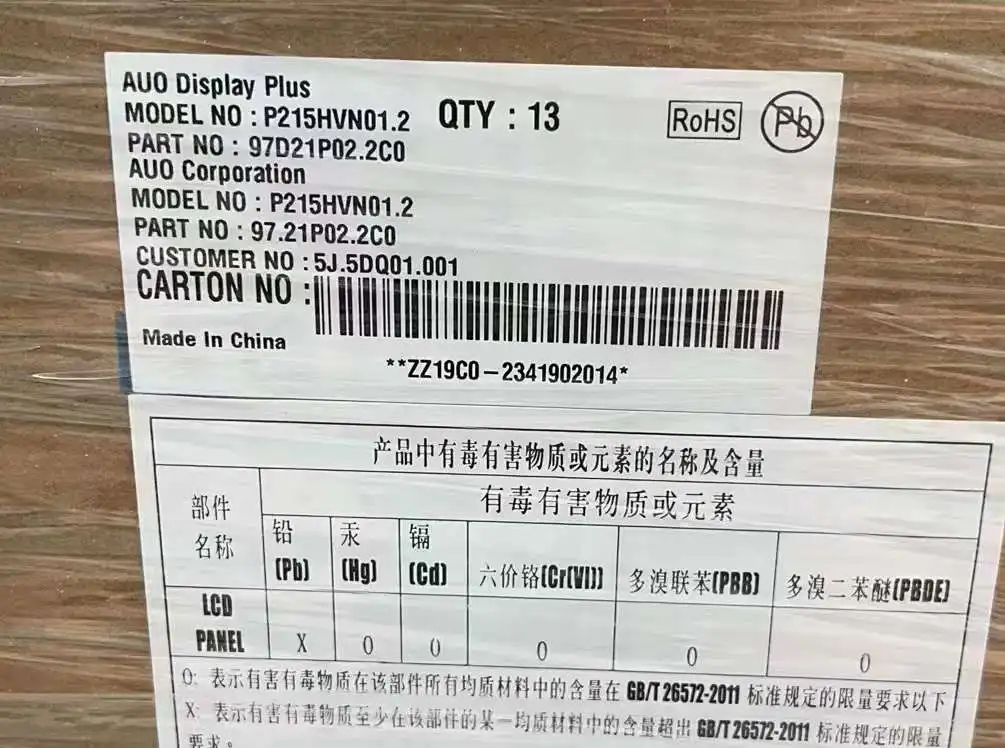 AUO Display Plus
MODEL NO : P215HVN01.2 QTY : 13 RoHS Pb
PART NO : 97D21P02.2C0
AUO Corporation
MODEL NO : P215HVN01.2
PART NO : 97.21P02.2C0
CUSTOMER NO : 5J.5DQ01.001
CARTON NO :
Made In China
**ZZ19C0-2341902014*
产品中有毒有害物质或元素的名称及含量
部件名称 有毒有害物质或元素
铅(Pb) 汞(Hg) 镉(Cd) 六价铬(Cr(VI)) 多溴联苯(PBB) 多溴二苯醚(PBDE)
LCD PANEL X O O O O O
O: 表示有害有毒物质在该部件所有均质材料中的含量在 GB/T 26572-2011 标准规定的限量要求以下
X: 表示有害有毒物质至少在该部件的某一均质材料中的含量超出 GB/T 26572-2011 标准规定的限量
要求。